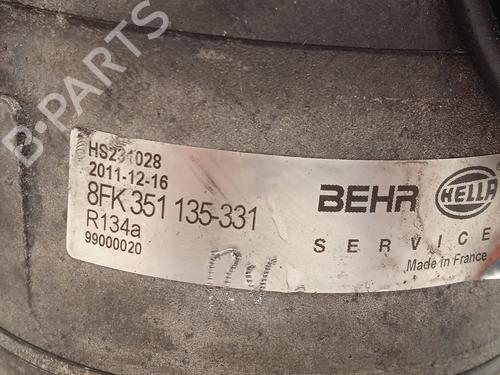 B-PARTS
HS231028
2011-12-16
8FK 351 135-331
R134a
99000020
BEHR
HELLA
SERVICE
Made in France